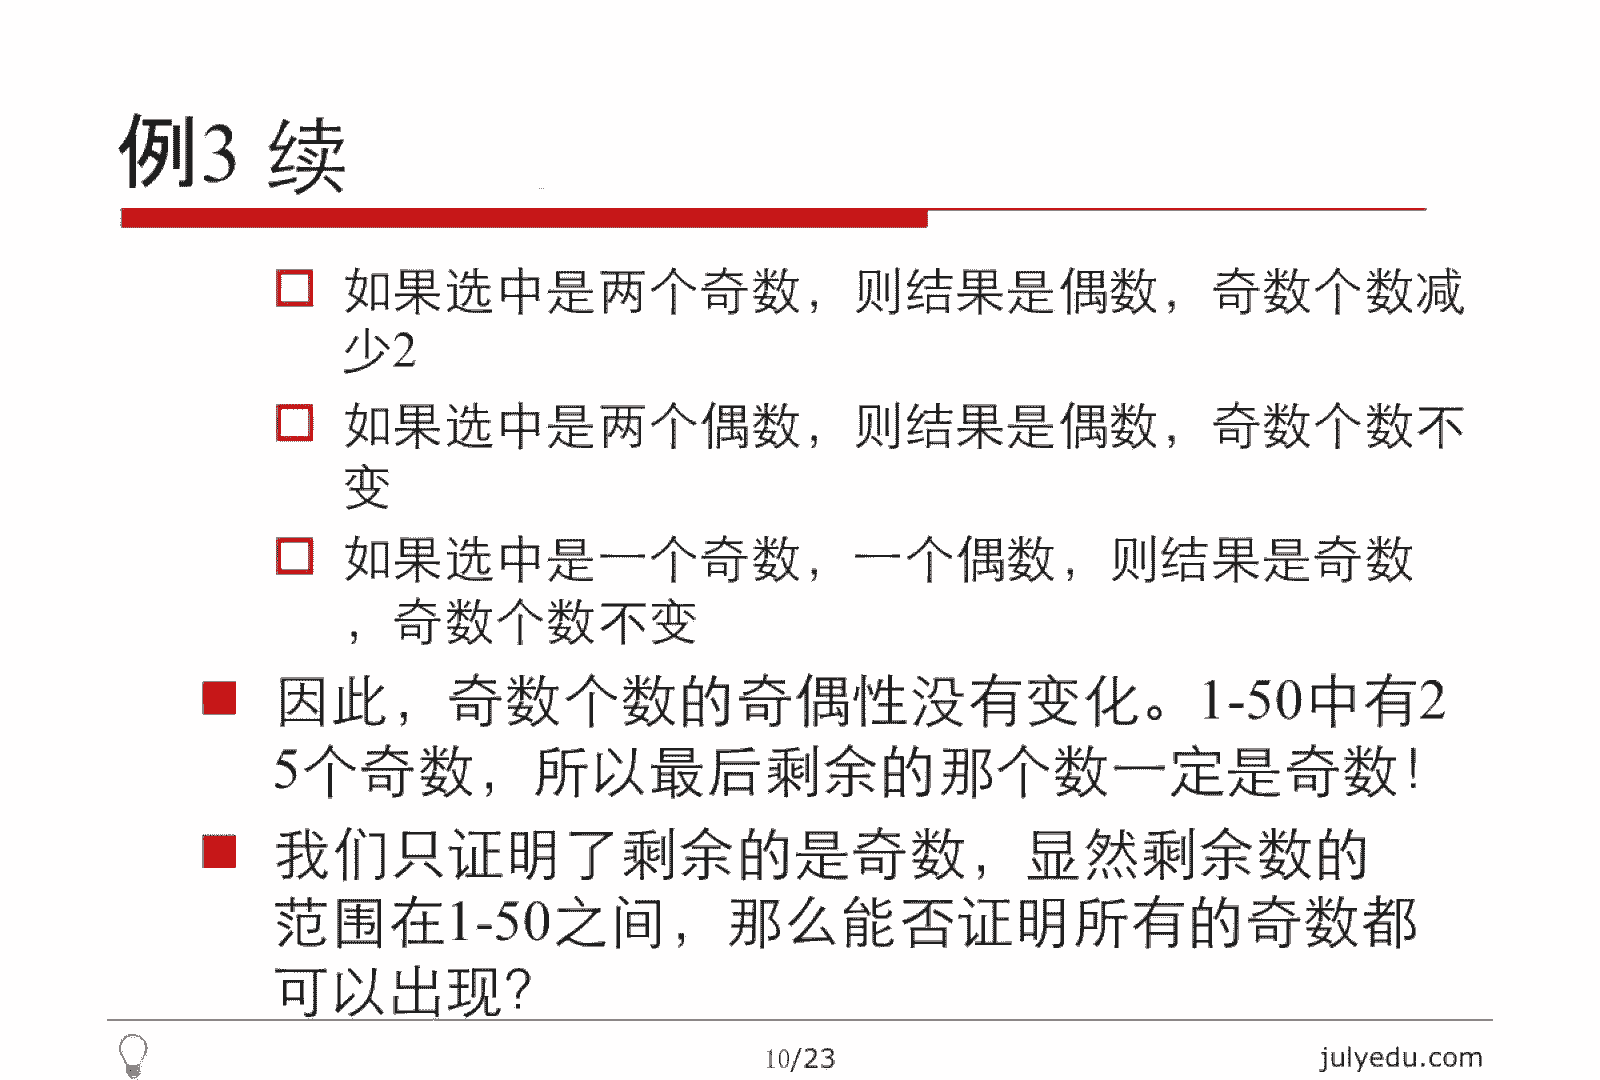 例3 续
如果选中是两个奇数，则结果是偶数，奇数个数减
少2
如果选中是两个偶数，则结果是偶数，奇数个数不
变
如果选中是一个奇数，一个偶数，则结果是奇数
，奇数个数不变
因此，奇数个数的奇偶性没有变化。1-50中有2
5个奇数，所以最后剩余的那个数一定是奇数！
我们只证明了剩余的是奇数，显然剩余数的
范围在1-50之间，那么能否证明所有的奇数都
可以出现？
10/23
julyedu.com